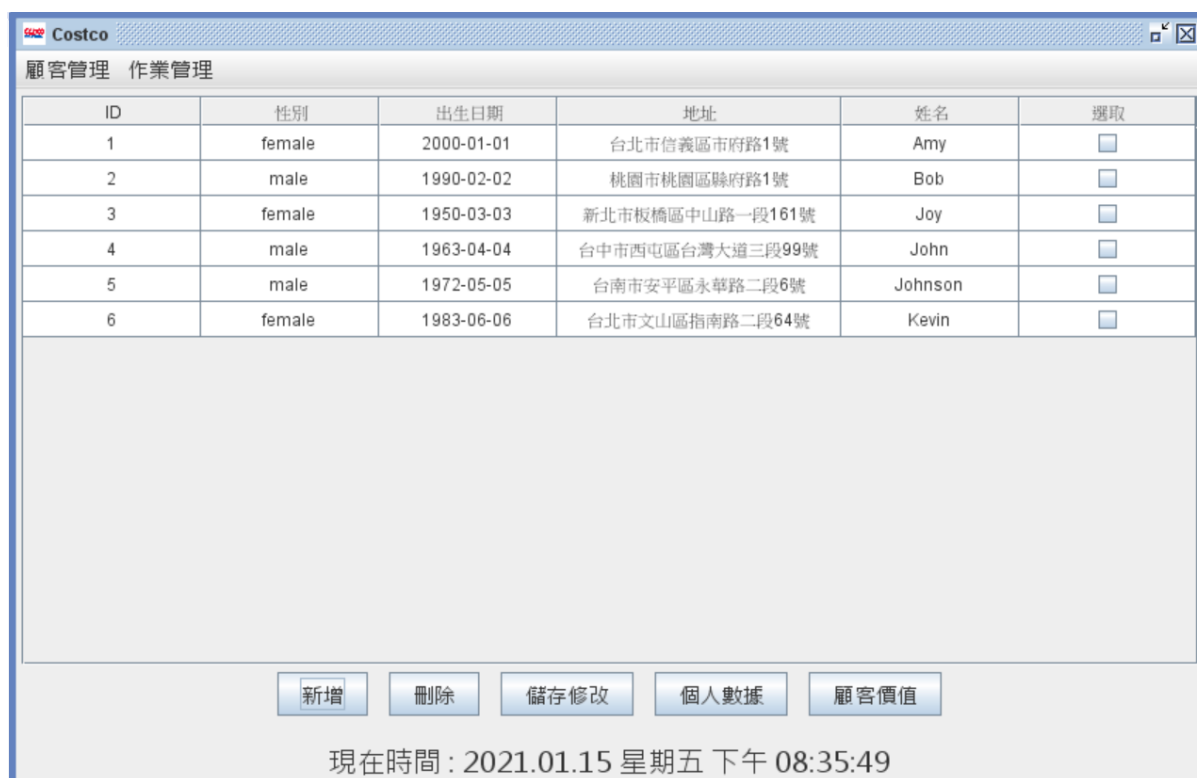 Costco
顧客管理 作業管理
ID 性別 出生日期 地址 姓名 選取
1 female 2000-01-01 台北市信義區市府路1號 Amy
2 male 1990-02-02 桃園市桃園區縣府路1號 Bob
3 female 1950-03-03 新北市板橋區中山路一段161號 Joy
4 male 1963-04-04 台中市西屯區台灣大道三段99號 John
5 male 1972-05-05 台南市安平區永華路二段6號 Johnson
6 female 1983-06-06 台北市文山區指南路二段64號 Kevin
新增 刪除 儲存修改 個人數據 顧客價值
現在時間 : 2021.01.15 星期五 下午 08:35:49